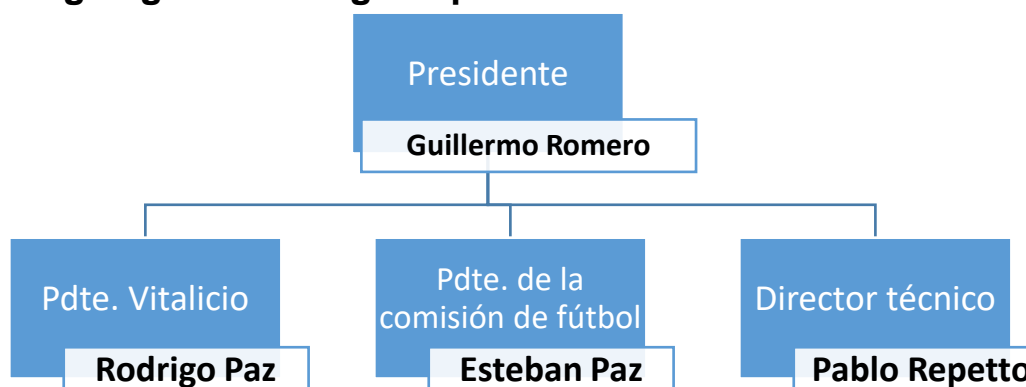 Presidente
Guillermo Romero
Pdte. Vitalicio
Rodrigo Paz
Pdte. de la
comisión de fútbol
Esteban Paz
Director técnico
Pablo Repetto